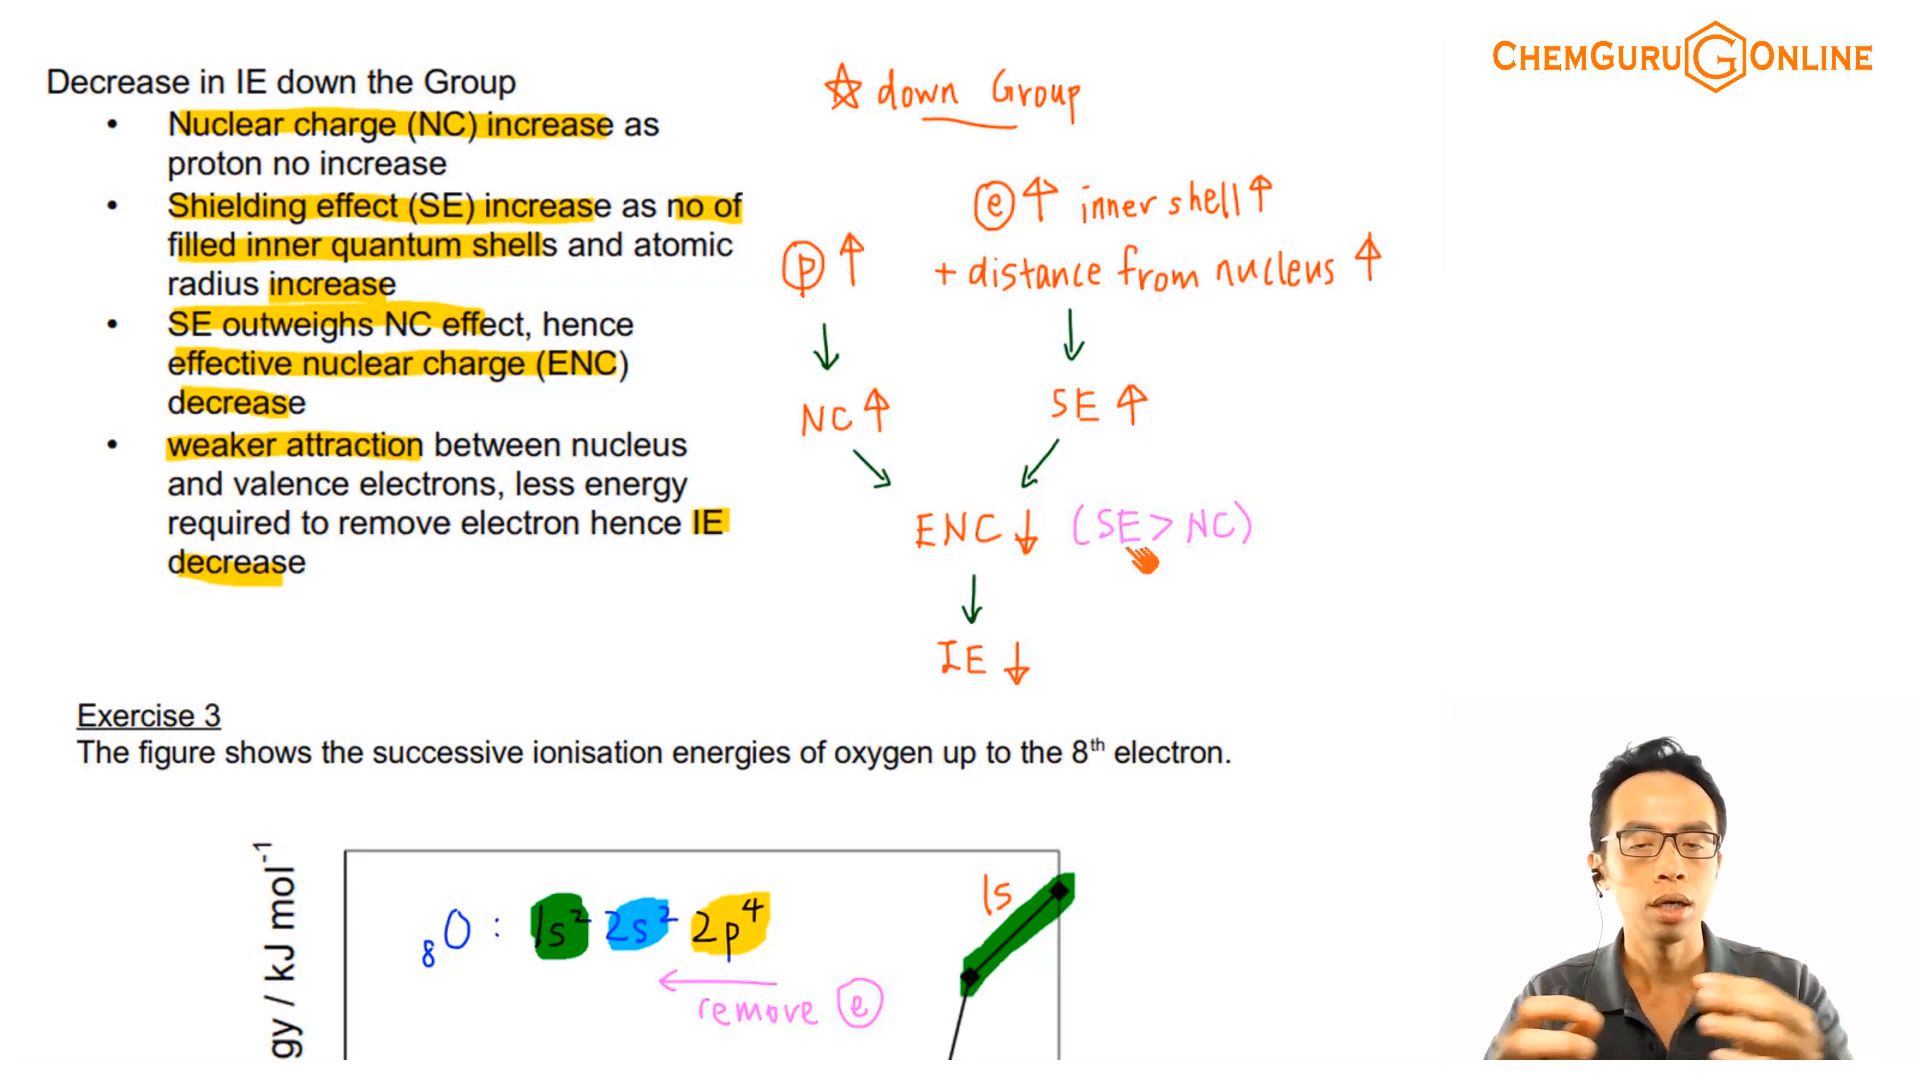 CHEMGURU G ONLINE
Decrease in IE down the Group
• Nuclear charge (NC) increase as
proton no increase
• Shielding effect (SE) increase as no of
filled inner quantum shells and atomic
radius increase
• SE outweighs NC effect, hence
effective nuclear charge (ENC)
decrease
• weaker attraction between nucleus
and valence electrons, less energy
required to remove electron hence IE
decrease
☆ down Group
ⓔ↑ inner shell↑
ⓟ↑
+ distance from nucleus ↑
↓
↓
NC↑
SE↑
↘
↙
ENC↓ (SE > NC)
↓
IE↓
Exercise 3
The figure shows the successive ionisation energies of oxygen up to the 8th electron.
gy / kJ mol⁻¹
₈O : 1s² 2s² 2p⁴
← remove ⓔ
1s